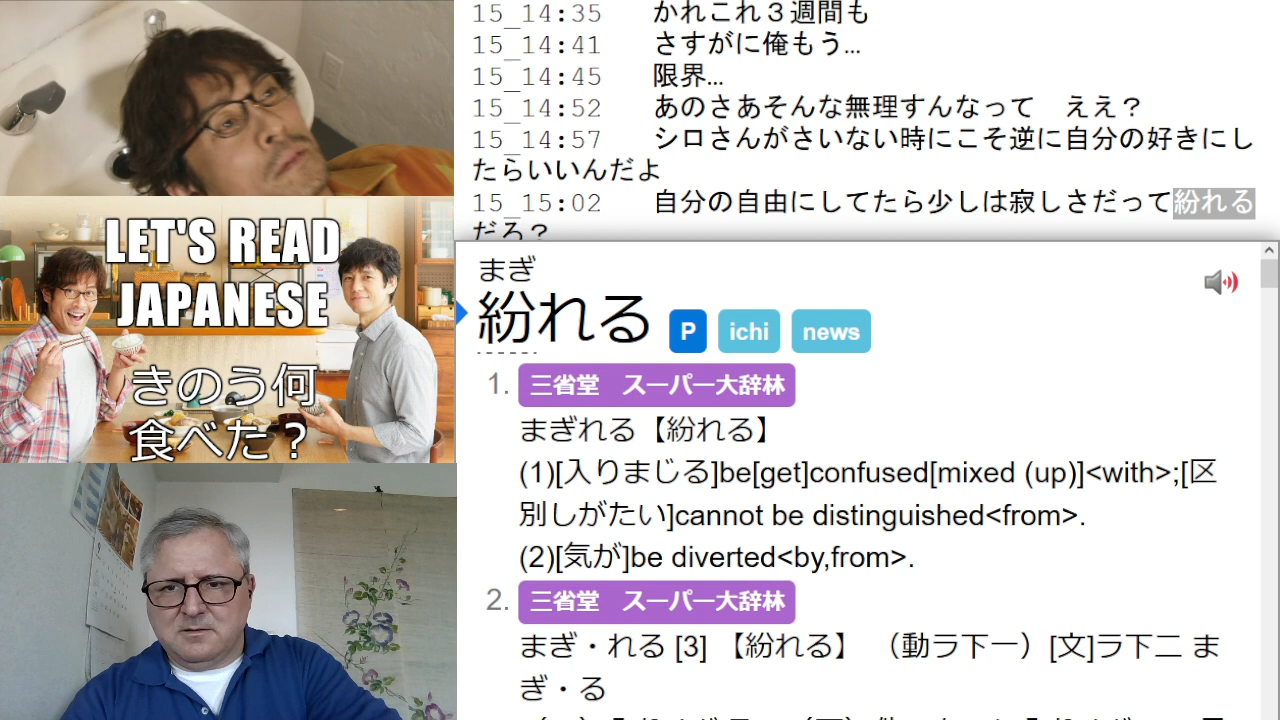 15_14:35 かれこれ３週間も
15_14:41 さすがに俺もう…
15_14:45 限界…
15_14:52 あのさあそんな無理すんなって　ええ？
15_14:57 シロさんがさいない時にこそ逆に自分の好きにし
たらいいんだよ
15_15:02 自分の自由にしてたら少しは寂しさだって紛れる
だろ？
LET'S READ
JAPANESE
きのう何
食べた？
まぎ
紛れる P ichi news
1. 三省堂　スーパー大辞林
まぎれる【紛れる】
(1)[入りまじる]be[get]confused[mixed (up)]<with>;[区
別しがたい]cannot be distinguished<from>.
(2)[気が]be diverted<by,from>.
2. 三省堂　スーパー大辞林
まぎ・れる [3] 【紛れる】 （動ラ下一）[文]ラ下二 ま
ぎ・る